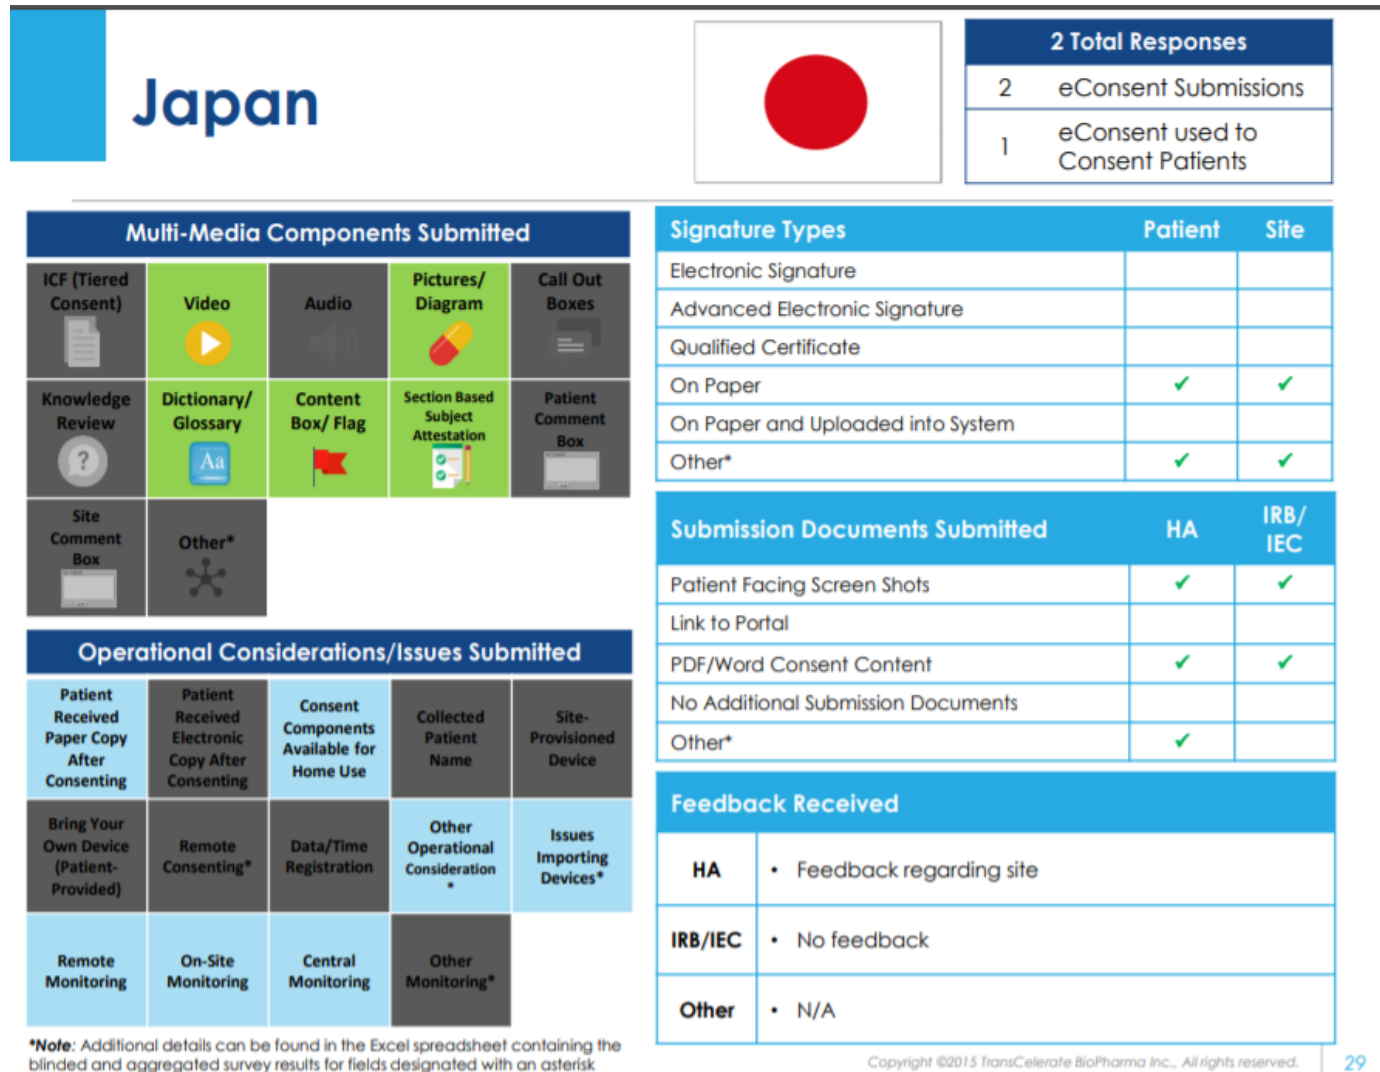 Japan
2 Total Responses
2 eConsent Submissions
1 eConsent used to
Consent Patients
Multi-Media Components Submitted
ICF (Tiered
Consent)
Video
Audio
Pictures/
Diagram
Call Out
Boxes
Knowledge
Review
?
Dictionary/
Glossary
Aa
Content
Box/ Flag
Section Based
Subject
Attestation
Patient
Comment
Box
Site
Comment
Box
Other*
Operational Considerations/Issues Submitted
Patient
Received
Paper Copy
After
Consenting
Patient
Received
Electronic
Copy After
Consenting
Consent
Components
Available for
Home Use
Collected
Patient
Name
Site-
Provisioned
Device
Bring Your
Own Device
(Patient-
Provided)
Remote
Consenting*
Data/Time
Registration
Other
Operational
Consideration
*
Issues
Importing
Devices*
Remote
Monitoring
On-Site
Monitoring
Central
Monitoring
Other
Monitoring*
*Note: Additional details can be found in the Excel spreadsheet containing the
blinded and aggregated survey results for fields designated with an asterisk
Signature Types Patient Site
Electronic Signature
Advanced Electronic Signature
Qualified Certificate
On Paper ✓ ✓
On Paper and Uploaded into System
Other* ✓ ✓
Submission Documents Submitted HA IRB/
IEC
Patient Facing Screen Shots ✓ ✓
Link to Portal
PDF/Word Consent Content ✓ ✓
No Additional Submission Documents
Other* ✓
Feedback Received
HA • Feedback regarding site
IRB/IEC • No feedback
Other • N/A
Copyright ©2015 TransCelerate BioPharma Inc., All rights reserved. 29